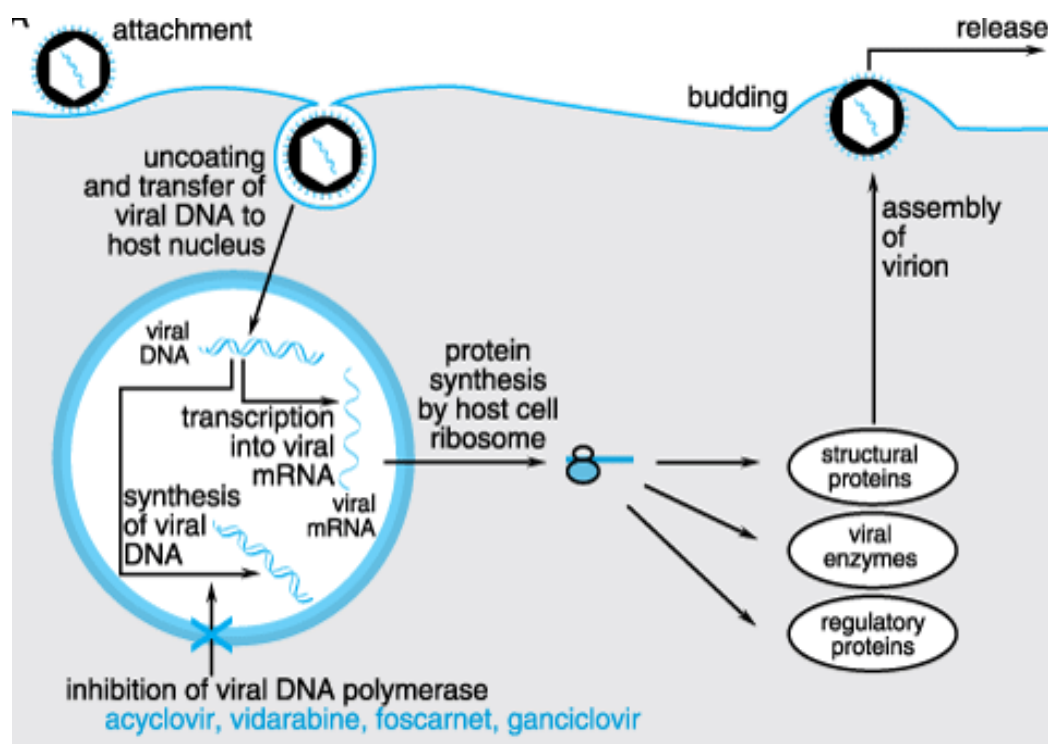 A
attachment
release
budding
uncoating
and transfer of
viral DNA to
host nucleus
assembly
of
virion
viral
DNA
transcription
into viral
mRNA
viral
mRNA
synthesis
of viral
DNA
protein
synthesis
by host cell
ribosome
structural
proteins
viral
enzymes
regulatory
proteins
inhibition of viral DNA polymerase
acyclovir, vidarabine, foscarnet, ganciclovir